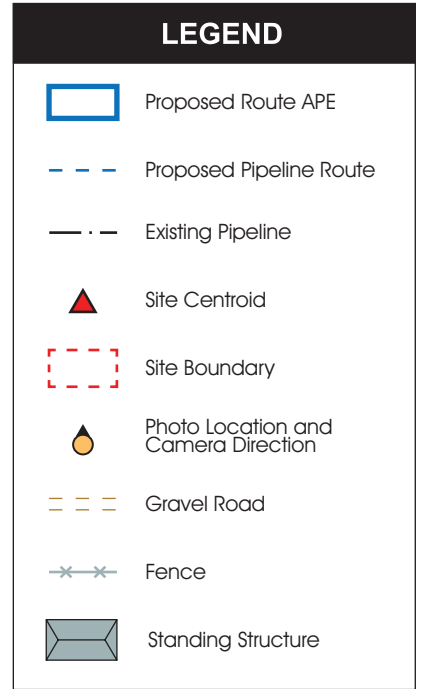 LEGEND
Proposed Route APE
Proposed Pipeline Route
Existing Pipeline
Site Centroid
Site Boundary
Photo Location and
Camera Direction
Gravel Road
Fence
Standing Structure